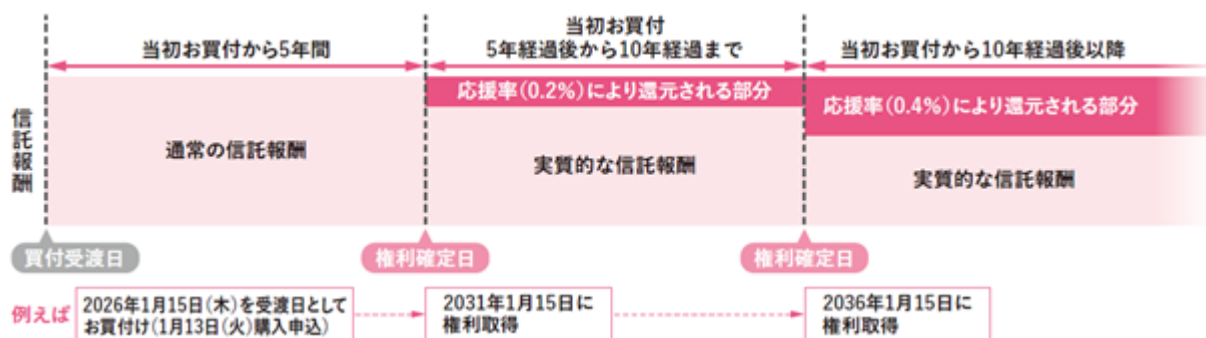 当初お買付から5年間
当初お買付
5年経過後から10年経過まで
当初お買付から10年経過後以降
信託報酬
通常の信託報酬
応援率(0.2%)により還元される部分
実質的な信託報酬
応援率(0.4%)により還元される部分
実質的な信託報酬
買付受渡日
権利確定日
権利確定日
例えば
2026年1月15日(木)を受渡日として
お買付け(1月13日(火)購入申込)
2031年1月15日に
権利取得
2036年1月15日に
権利取得